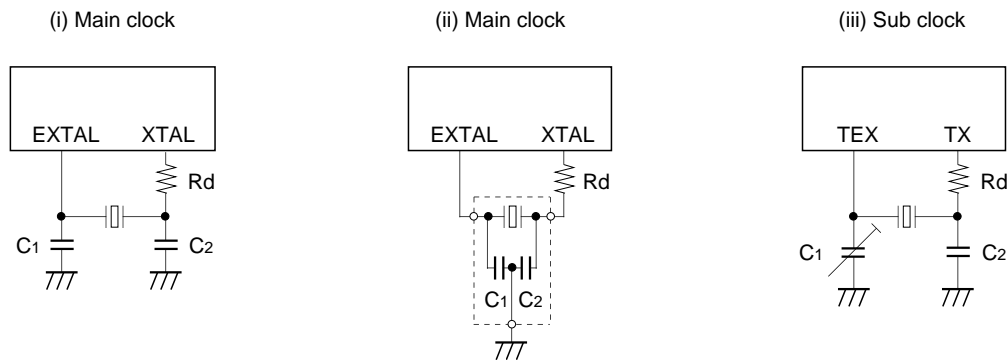 (i) Main clock
(ii) Main clock
(iii) Sub clock
EXTAL XTAL
EXTAL XTAL
TEX TX
Rd
Rd
Rd
C1 C2
C1 C2
C1 C2